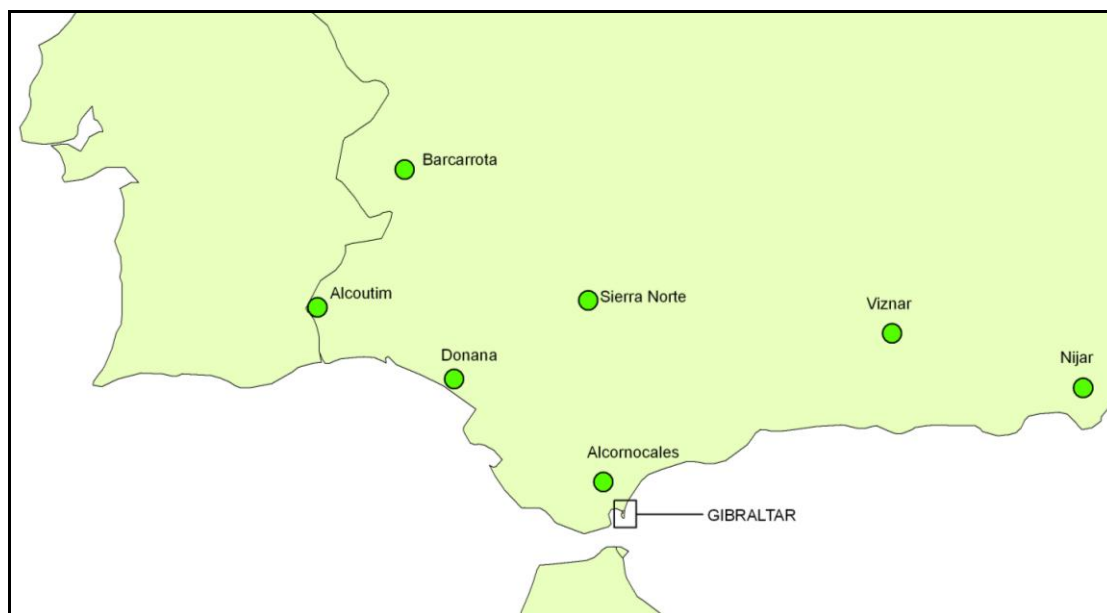 Barcarrota
Alcoutim
Sierra Norte
Viznar
Donana
Nijar
Alcornocales
GIBRALTAR